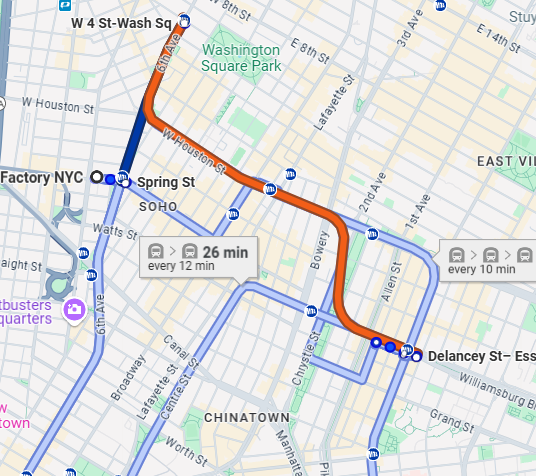 W 4 St-Wash Sq
W 8th St
Washington
Square Park
E 8th St
3rd Ave
E 14th St
Stuy
6th Ave
W Houston St
Lafayette St
W Houston St
EAST VIL
Factory NYC
Spring St
SOHO
2nd Ave
1st Ave
Watts St
26 min
every 12 min
Bowery
Allen St
every 10 min
aight St
tbusters
quarters
6th Ave
Canal St
Broadway
Lafayette St
Centre St
Chrystie St
Delancey St– Ess
Williamsburg B
Grand St
CHINATOWN
Manhatta
Worth St
town